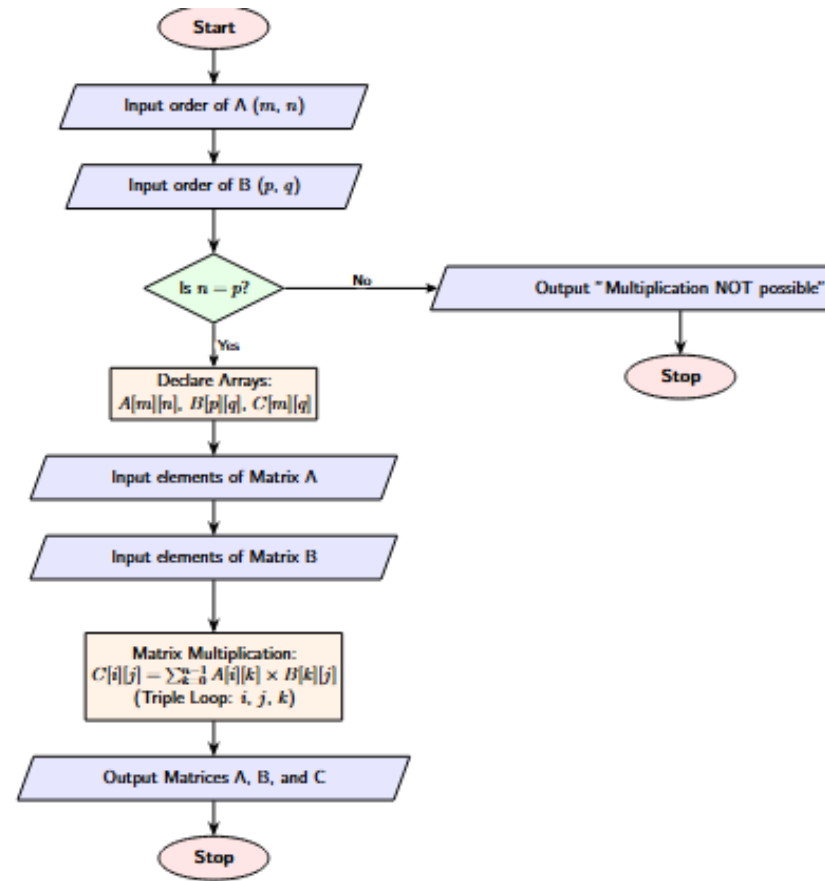 Start
Input order of A (m, n)
Input order of B (p, q)
Is n = p?
No
Output "Multiplication NOT possible"
Yes
Stop
Declare Arrays:
A[m][n], B[p][q], C[m][q]
Input elements of Matrix A
Input elements of Matrix B
Matrix Multiplication:
C[i][j] = ∑_{k=0}^{n−1} A[i][k] × B[k][j]
(Triple Loop: i, j, k)
Output Matrices A, B, and C
Stop